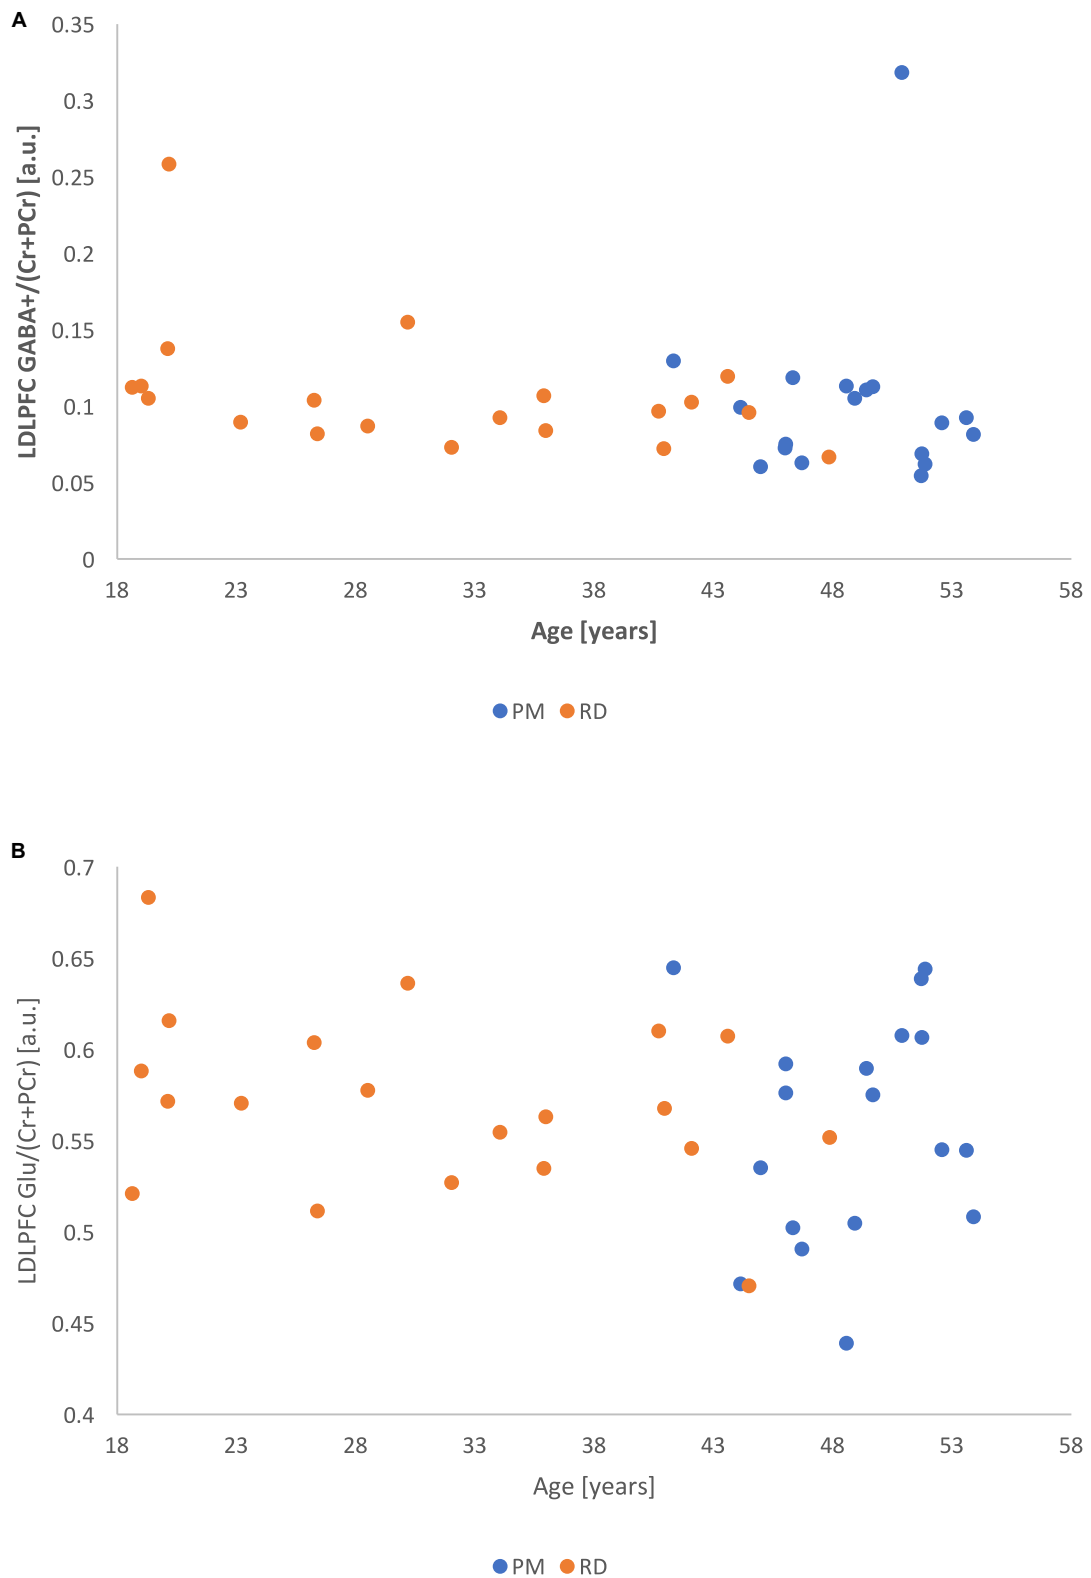 A
0.35
0.3
0.25
0.2
0.15
0.1
0.05
0
LDLPFC GABA+/(Cr+PCr) [a.u.]
18 23 28 33 38 43 48 53 58
Age [years]
PM RD
B
0.7
0.65
0.6
0.55
0.5
0.45
0.4
LDLPFC Glu/(Cr+PCr) [a.u.]
18 23 28 33 38 43 48 53 58
Age [years]
PM RD